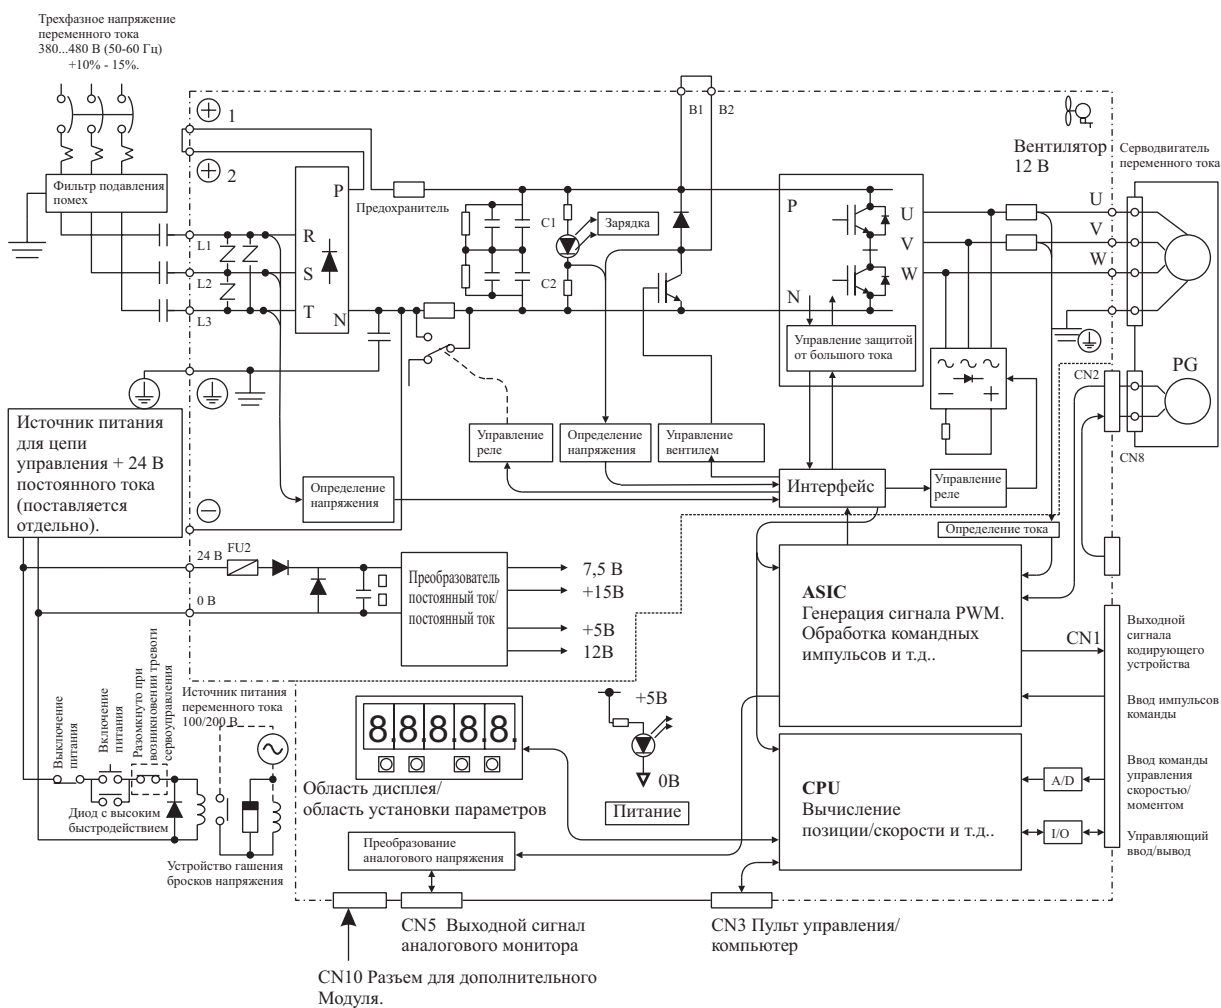 Трехфазное напряжение
переменного тока
380...480 В (50-60 Гц)
+10% - 15%.
1
2
B1
B2
Вентилятор
12 В
Серводвигатель
переменного тока
Фильтр подавления
помех
P
Предохранитель
C1
Зарядка
P
U
U
L1
R
V
V
L2
S
C2
W
W
L3
T
N
N
Управление защитой
от большого тока
PG
CN2
CN8
Источник питания
для цепи
управления + 24 В
постоянного тока
(поставляется
отдельно).
Управление
реле
Определение
напряжения
Управление
вентилем
Интерфейс
Управление
реле
Определение
напряжения
Определение тока
24 В
FU2
0 В
Преобразователь
постоянный ток/
постоянный ток
7,5 В
+15В
+5В
12В
ASIC
Генерация сигнала PWM.
Обработка командных
импульсов и т.д..
CN1
Выходной
сигнала
кодирующего
устройства
Ввод импульсов
команды
Выключение
питания
Включение
питания
Разомкнуто при
возникновении тревоги
сервоуправления
Источник питания
переменного тока
100/200 В
8.8.8.8.8.
+5В
0В
Питание
Область дисплея/
область установки параметров
CPU
Вычисление
позиции/скорости и т.д..
A/D
I/O
Ввод команды
управления
скоростью/
моментом
Управляющий
ввод/вывод
Диод с высоким
быстродействием
Устройство гашения
бросков напряжения
Преобразование
аналогового напряжения
CN5 Выходной сигнал
аналогового монитора
CN3 Пульт управления/
компьютер
CN10 Разъем для дополнительного
Модуля.